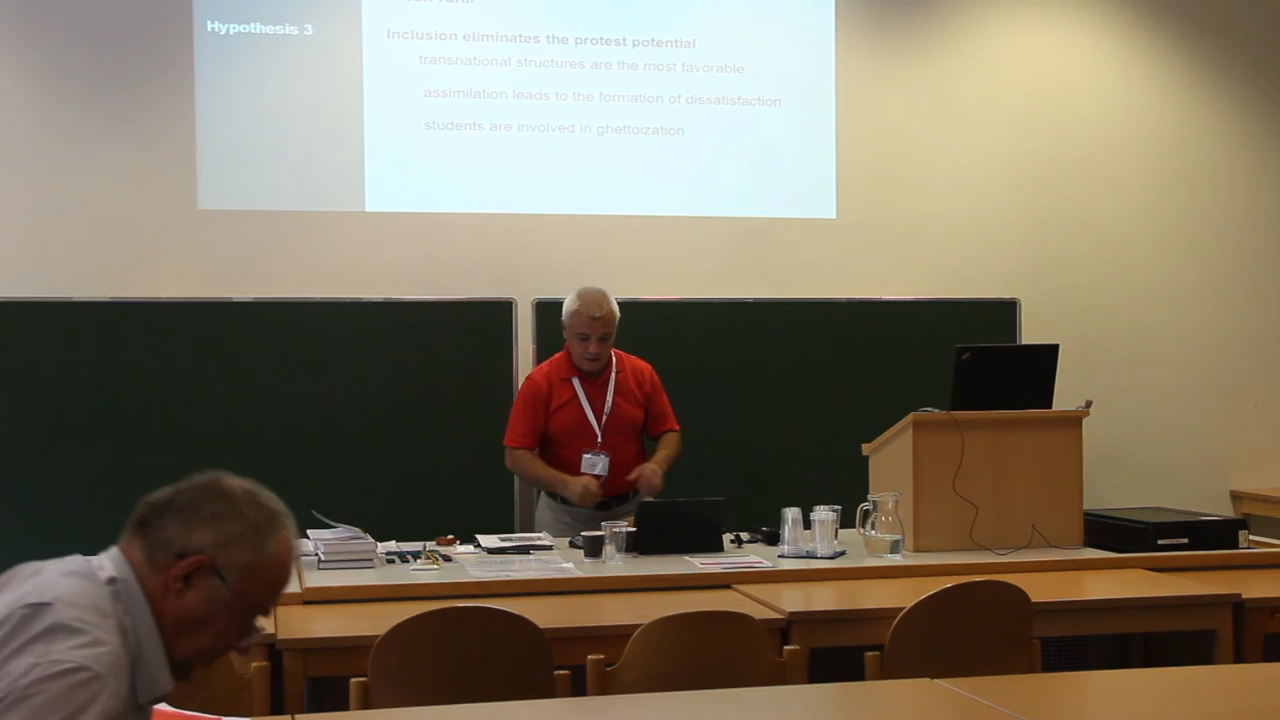 Hypothesis 3
Inclusion eliminates the protest potential
transnational structures are the most favorable
assimilation leads to the formation of dissatisfaction
students are involved in ghettoization